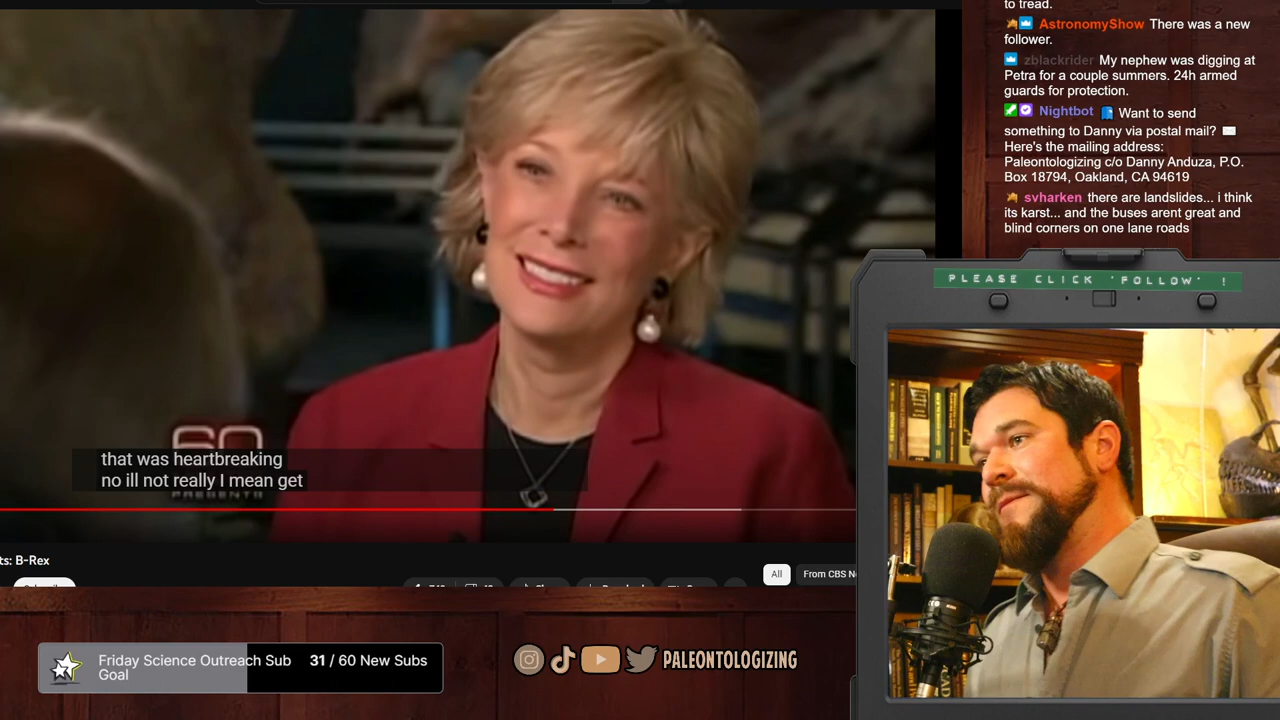 to tread.
AstronomyShow There was a new
follower.
zblackrider My nephew was digging at
Petra for a couple summers. 24h armed
guards for protection.
Nightbot Want to send
something to Danny via postal mail?
Here's the mailing address:
Paleontologizing c/o Danny Anduza, P.O.
Box 18794, Oakland, CA 94619
svharken there are landslides... i think
its karst... and the buses arent great and
blind corners on one lane roads
PLEASE CLICK 'FOLLOW' !
60
that was heartbreaking
no ill not really I mean get
PRESENTS
ts: B-Rex
All
From CBS Ne
Friday Science Outreach Sub
Goal
31 / 60 New Subs
PALEONTOLOGIZING